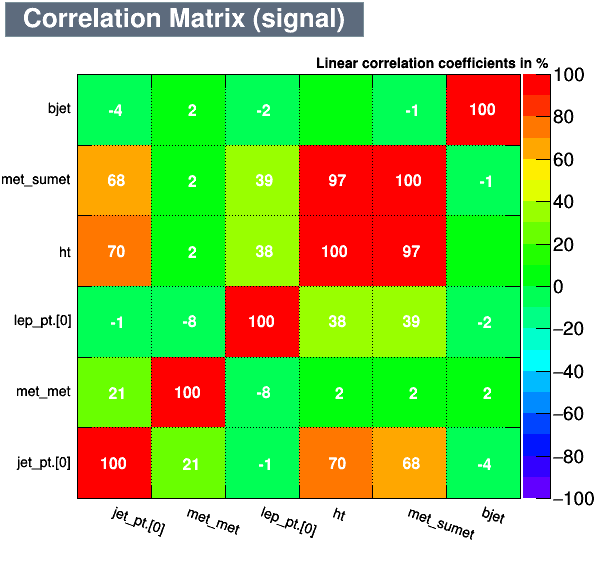 Correlation Matrix (signal)
Linear correlation coefficients in %
bjet -4 2 -2 -1 100
met_sumet 68 2 39 97 100 -1
ht 70 2 38 100 97
lep_pt.[0] -1 -8 100 38 39 -2
met_met 21 100 -8 2 2 2
jet_pt.[0] 100 21 -1 70 68 -4
jet_pt.[0] met_met lep_pt.[0] ht met_sumet bjet
100
80
60
40
20
0
−20
−40
−60
−80
−100